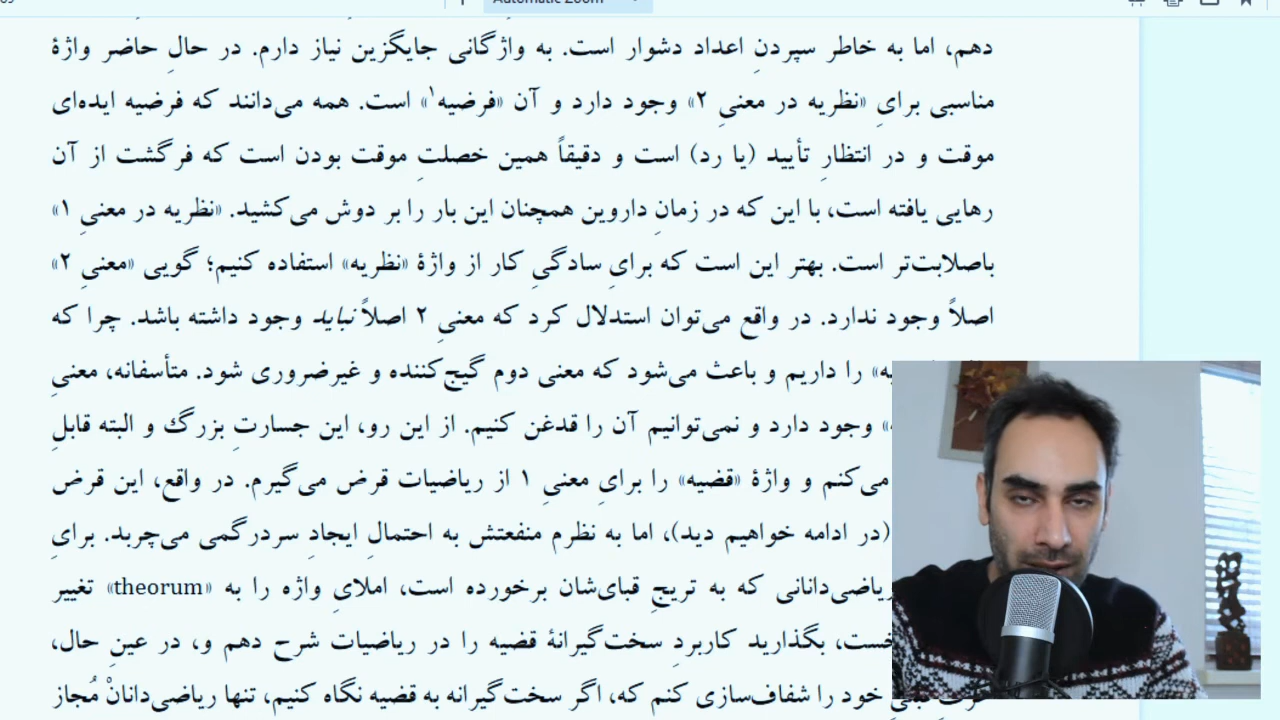 Automatic Zoom
دهم، اما به خاطر سپردنِ اعداد دشوار است. به واژگانی جایگزین نیاز دارم. در حالِ حاضر واژهٔ
مناسبی برایِ «نظریه در معنیِ ۲» وجود دارد و آن «فرضیه۱» است. همه می‌دانند که فرضیه ایده‌ای
موقت و در انتظارِ تأیید (یا رد) است و دقیقاً همین خصلتِ موقت بودن است که فرگشت از آن
رهایی یافته است، با این که در زمانِ داروین همچنان این بار را بر دوش می‌کشید. «نظریه در معنیِ ۱»
باصلابت‌تر است. بهتر این است که برایِ سادگیِ کار از واژهٔ «نظریه» استفاده کنیم؛ گویی «معنیِ ۲»
اصلاً وجود ندارد. در واقع می‌توان استدلال کرد که معنیِ ۲ اصلاً نباید وجود داشته باشد. چرا که
را داریم و باعث می‌شود که معنی دوم گیج‌کننده و غیرضروری شود. متأسفانه، معنیِ
وجود دارد و نمی‌توانیم آن را قدغن کنیم. از این رو، این جسارتِ بزرگ و البته قابلِ
می‌کنم و واژهٔ «قضیه» را برایِ معنیِ ۱ از ریاضیات قرض می‌گیرم. در واقع، این قرض
(در ادامه خواهیم دید)، اما به نظرم منفعتش به احتمالِ ایجادِ سردرگمی می‌چربد. برایِ
ریاضی‌دانانی که به تریجِ قبای‌شان برخورده است، املایِ واژه را به «theorum» تغییر
بگذارید کاربردِ سخت‌گیرانهٔ قضیه را در ریاضیات شرح دهم و، در عینِ حال،
خود را شفاف‌سازی کنم که، اگر سخت‌گیرانه به قضیه نگاه کنیم، تنها ریاضی‌دانانْ مُجاز